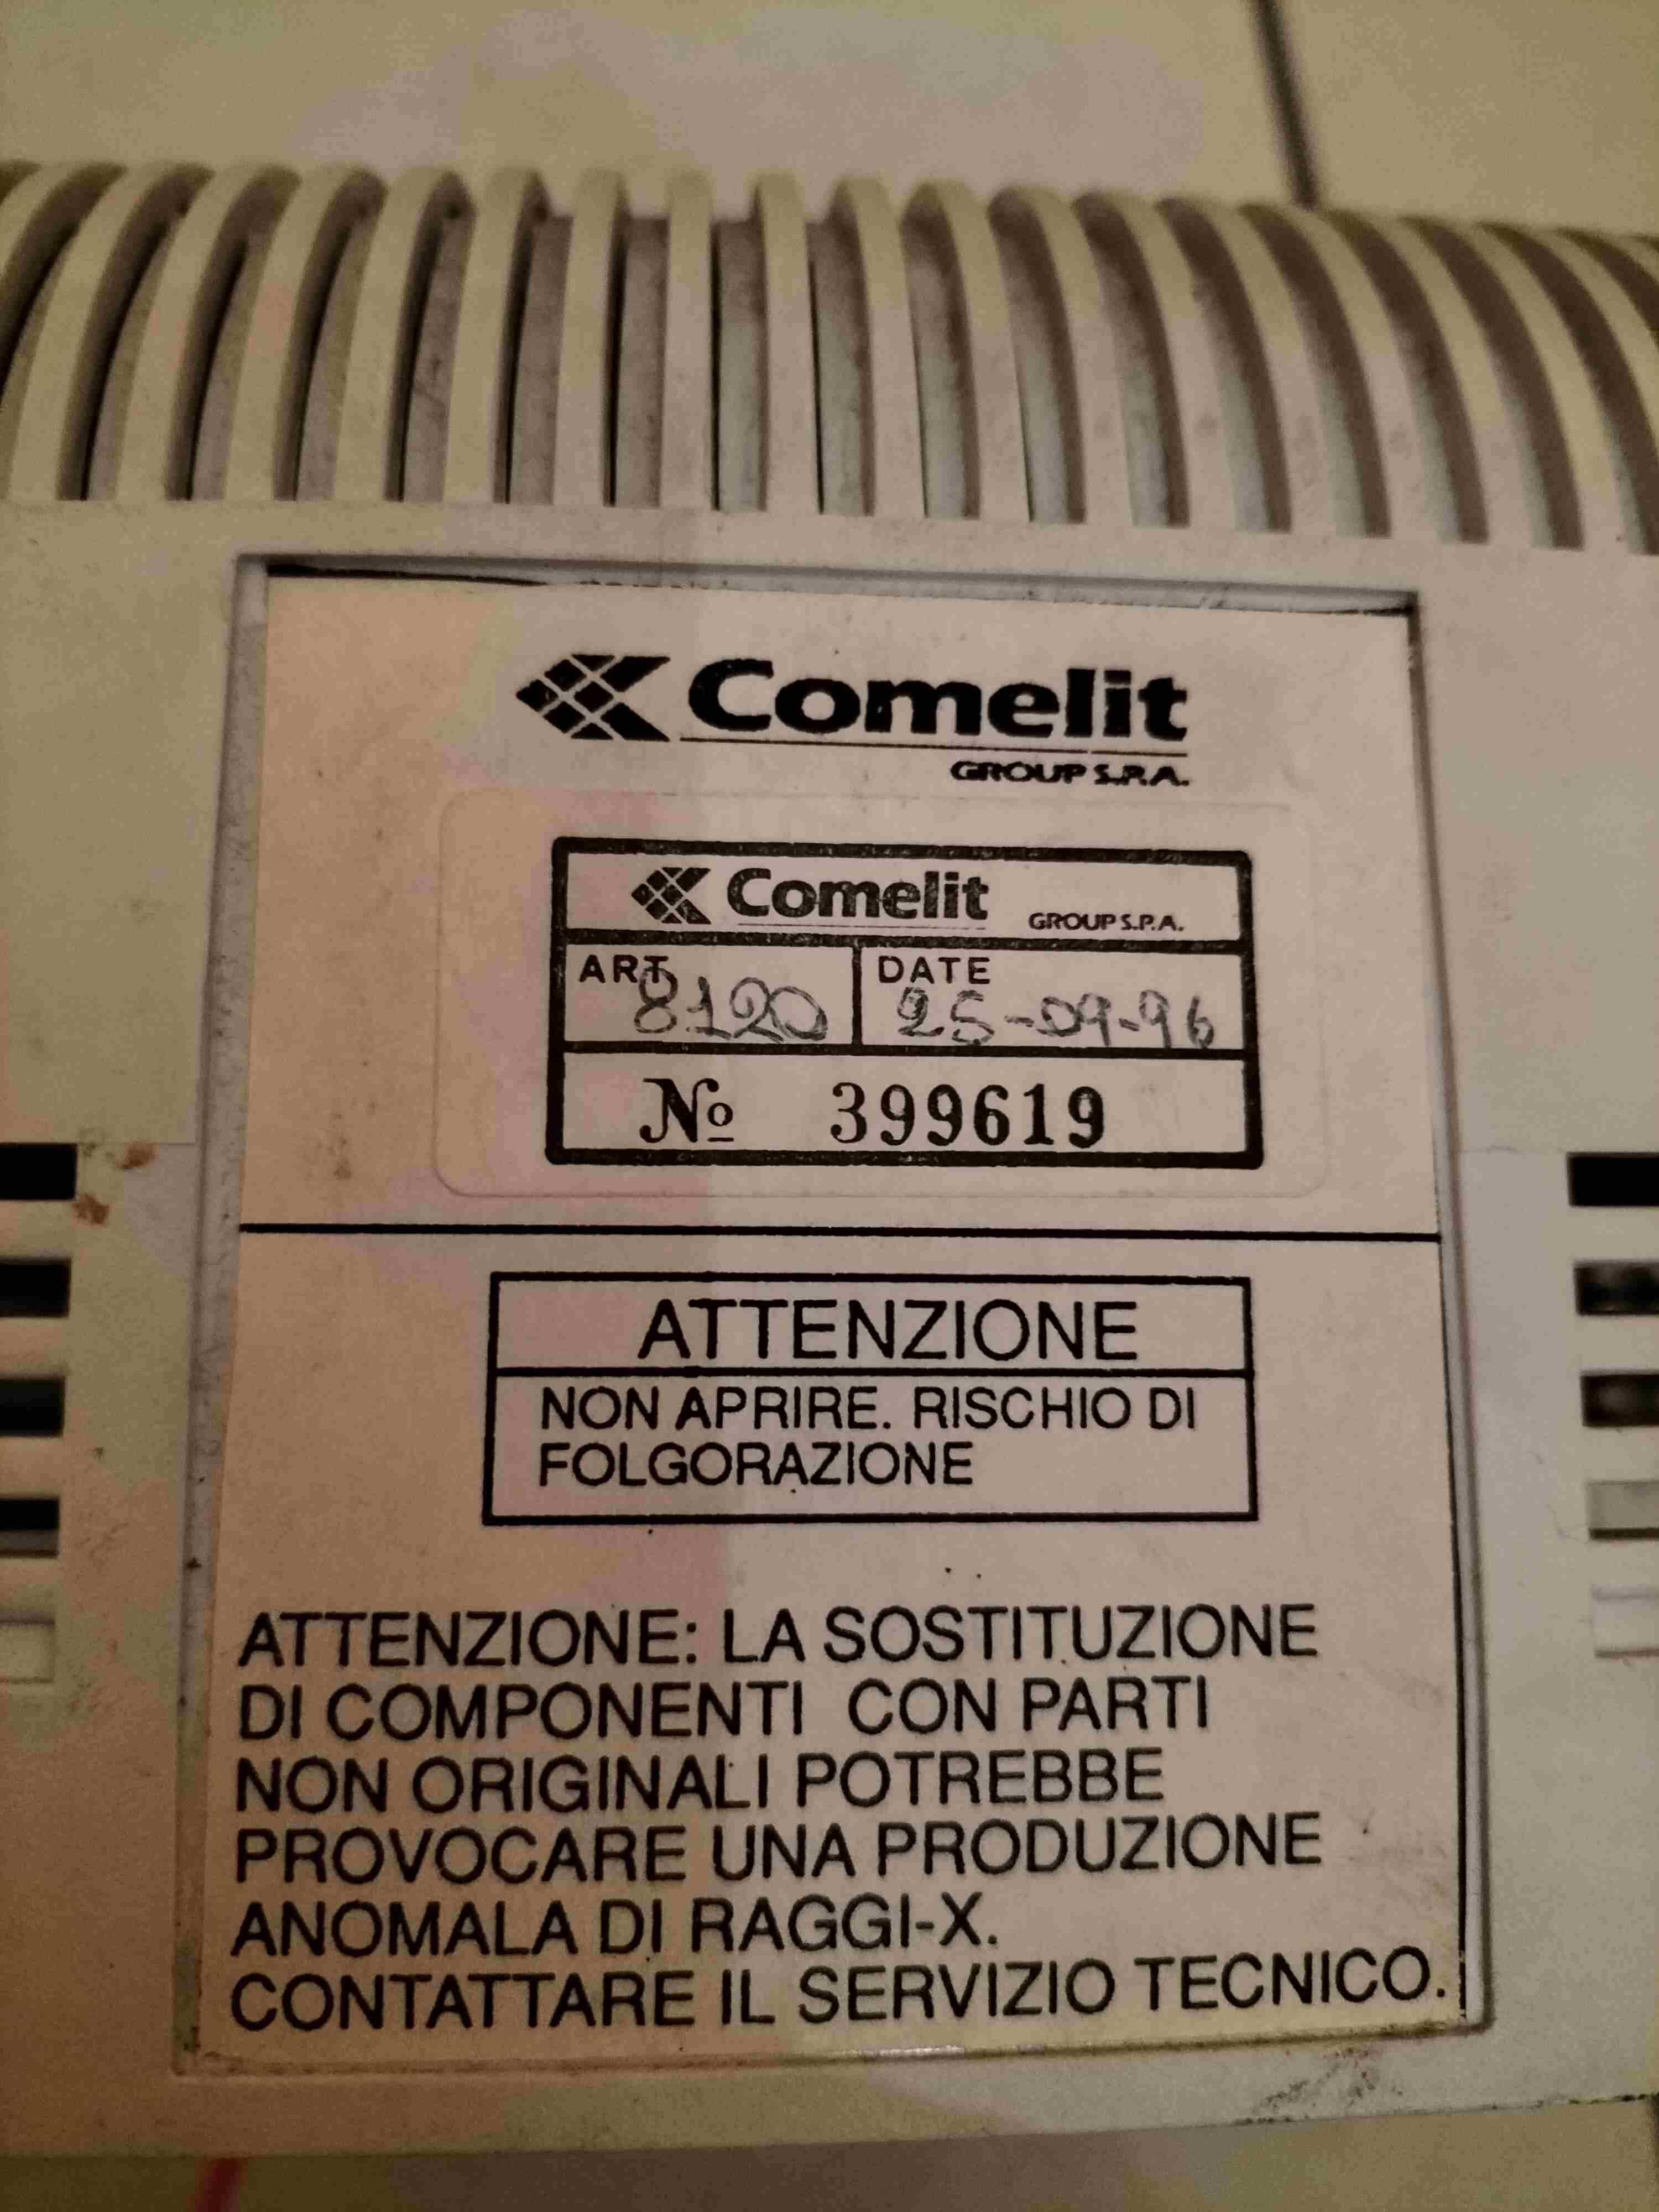 Comelit
GROUP S.P.A.
Comelit GROUP S.P.A.
ART. 8120 DATE 25-09-96
Nº 399619
ATTENZIONE
NON APRIRE. RISCHIO DI
FOLGORAZIONE
ATTENZIONE: LA SOSTITUZIONE
DI COMPONENTI CON PARTI
NON ORIGINALI POTREBBE
PROVOCARE UNA PRODUZIONE
ANOMALA DI RAGGI-X.
CONTATTARE IL SERVIZIO TECNICO.